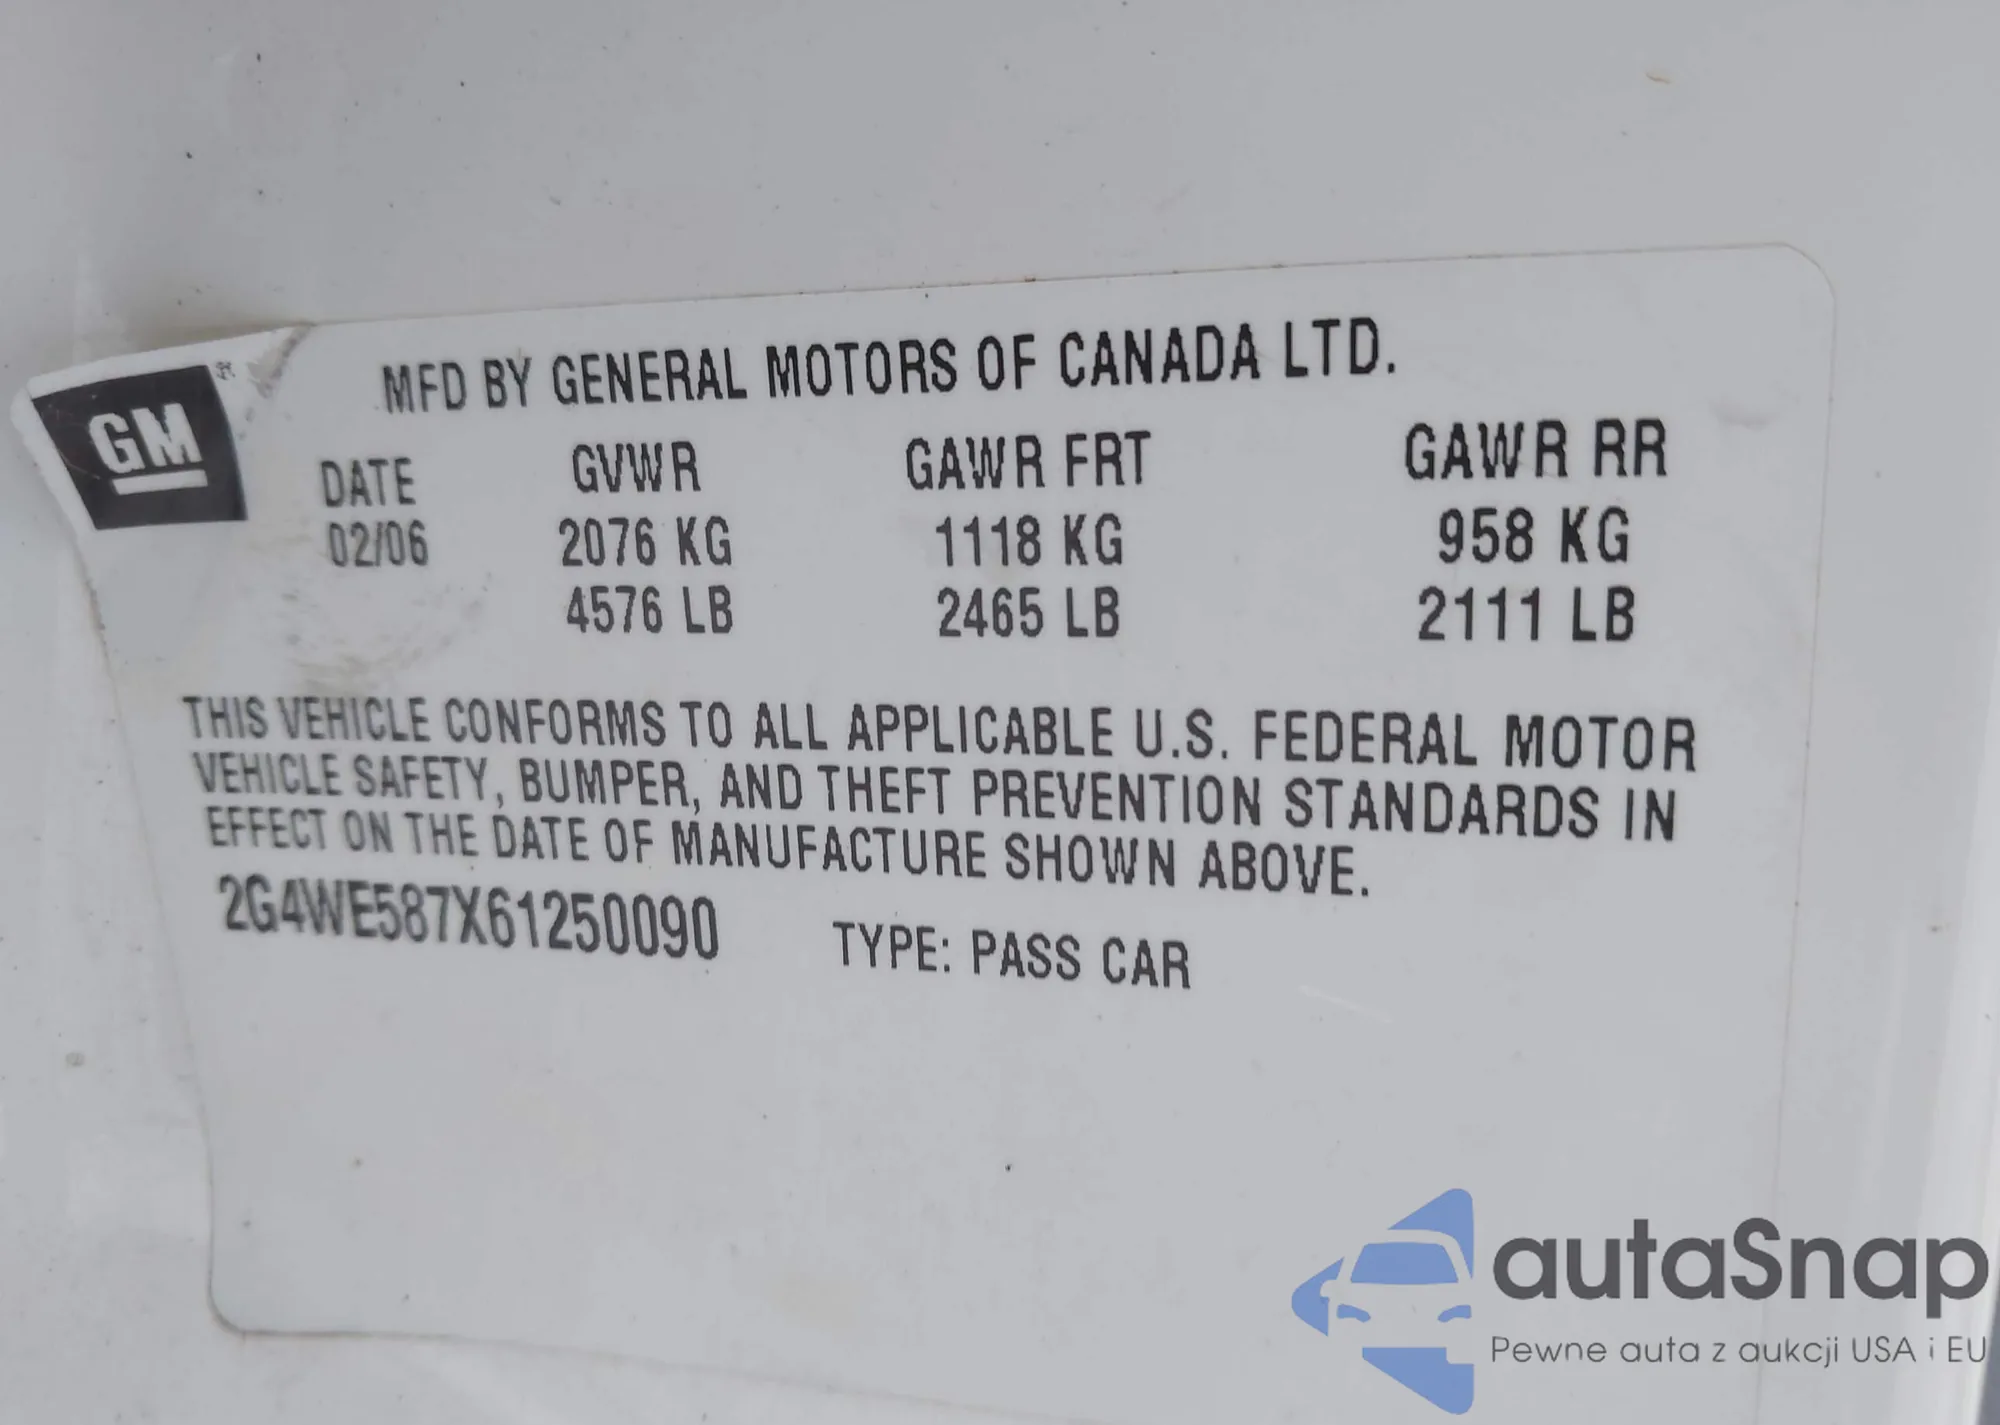 GM
MFD BY GENERAL MOTORS OF CANADA LTD.
DATE GVWR GAWR FRT GAWR RR
02/06 2076 KG 1118 KG 958 KG
4576 LB 2465 LB 2111 LB
THIS VEHICLE CONFORMS TO ALL APPLICABLE U.S. FEDERAL MOTOR
VEHICLE SAFETY, BUMPER, AND THEFT PREVENTION STANDARDS IN
EFFECT ON THE DATE OF MANUFACTURE SHOWN ABOVE.
2G4WE587X61250090 TYPE: PASS CAR
autaSnap
Pewne auta z aukcji USA i EU